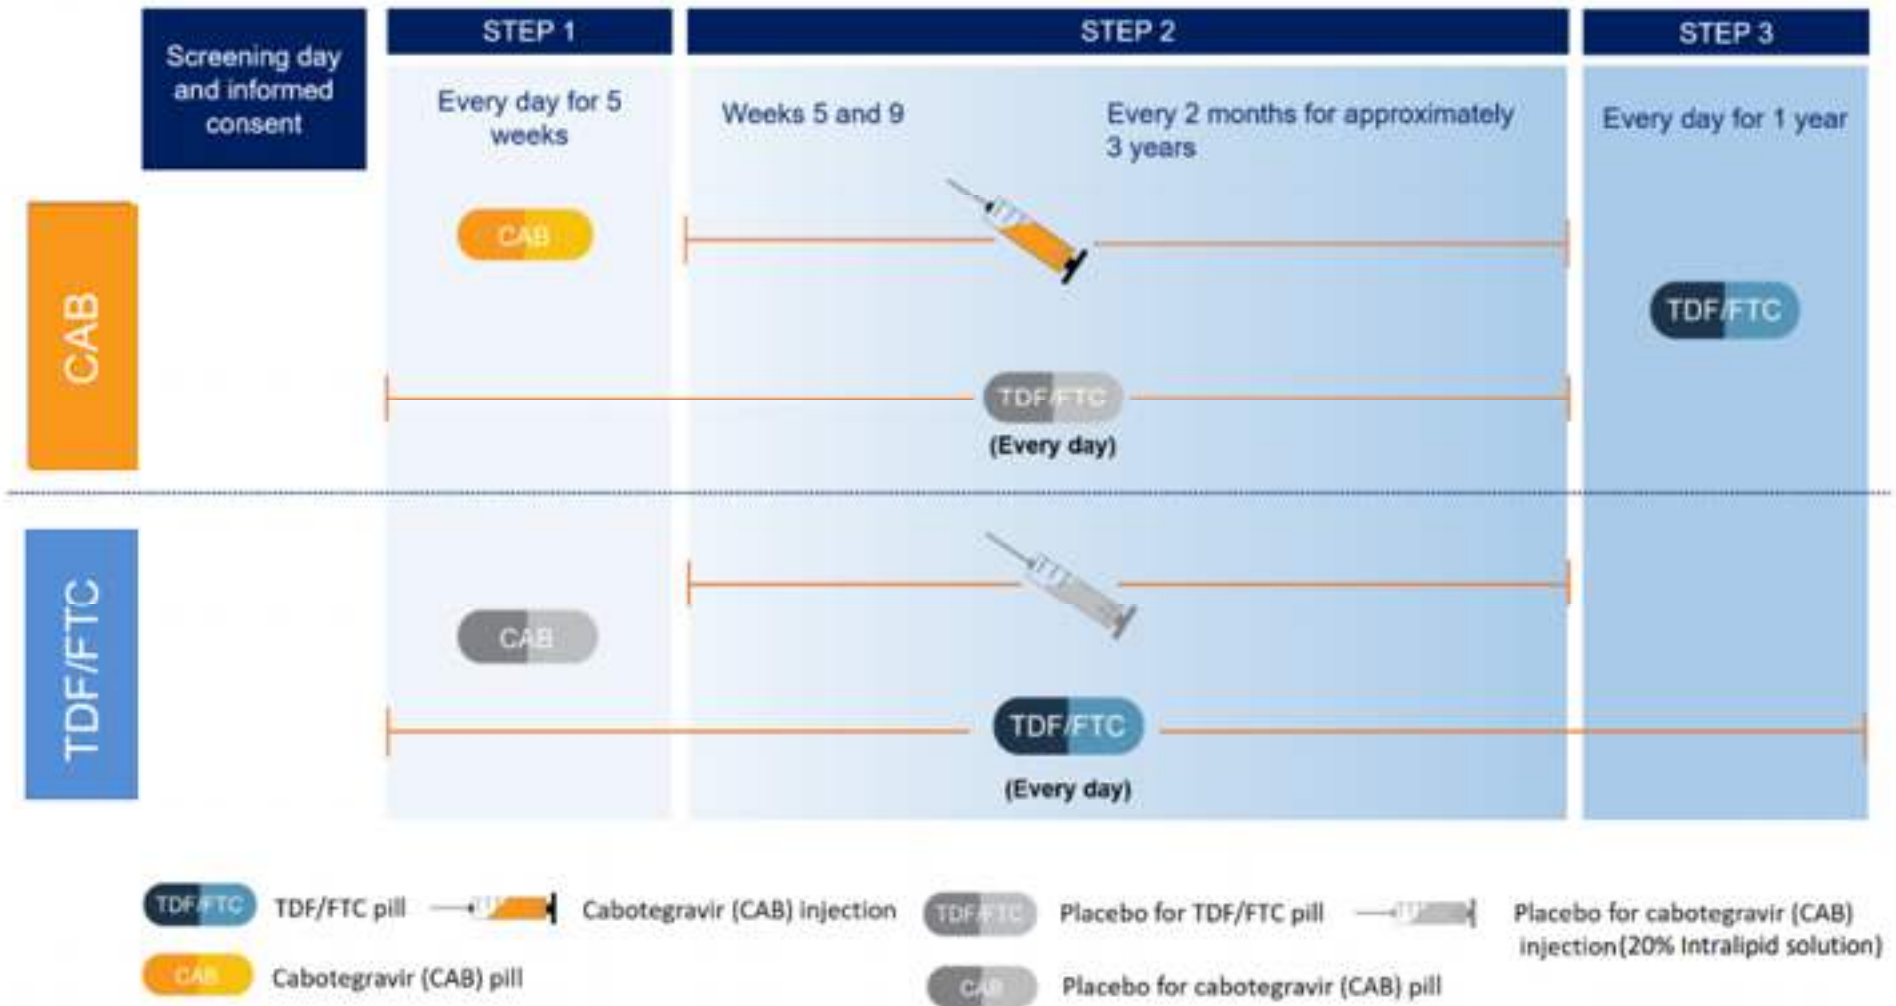 STEP 1
STEP 2
STEP 3
Screening day
and informed
consent
Every day for 5
weeks
Weeks 5 and 9
Every 2 months for approximately
3 years
Every day for 1 year
CAB
CAB
TDF/FTC
TDF/FTC
(Every day)
TDF/FTC
CAB
TDF/FTC
(Every day)
TDF/FTC
TDF/FTC pill
Cabotegravir (CAB) injection
TDF/FTC
Placebo for TDF/FTC pill
Placebo for cabotegravir (CAB)
injection(20% Intralipid solution)
CAB
Cabotegravir (CAB) pill
CAB
Placebo for cabotegravir (CAB) pill